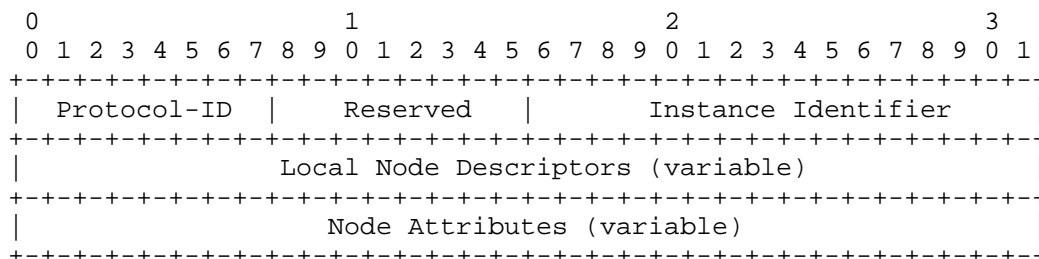 0                   1                   2                   3
 0 1 2 3 4 5 6 7 8 9 0 1 2 3 4 5 6 7 8 9 0 1 2 3 4 5 6 7 8 9 0 1
+-+-+-+-+-+-+-+-+-+-+-+-+-+-+-+-+-+-+-+-+-+-+-+-+-+-+-+-+-+-+-+-
|  Protocol-ID  |    Reserved   |       Instance Identifier     |
+-+-+-+-+-+-+-+-+-+-+-+-+-+-+-+-+-+-+-+-+-+-+-+-+-+-+-+-+-+-+-+-
|                Local Node Descriptors (variable)              |
+-+-+-+-+-+-+-+-+-+-+-+-+-+-+-+-+-+-+-+-+-+-+-+-+-+-+-+-+-+-+-+-
|                   Node Attributes (variable)                  |
+-+-+-+-+-+-+-+-+-+-+-+-+-+-+-+-+-+-+-+-+-+-+-+-+-+-+-+-+-+-+-+-